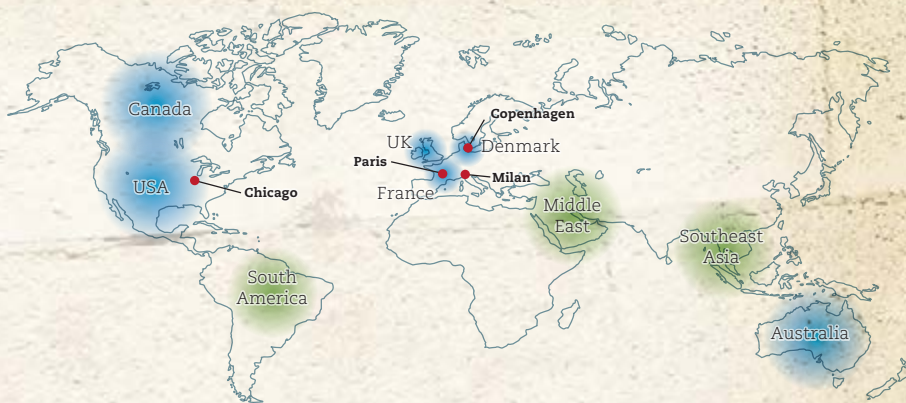 Canada
Copenhagen
UK
Denmark
Paris
Milan
USA
Chicago
France
Middle
East
Southeast
Asia
South
America
Australia